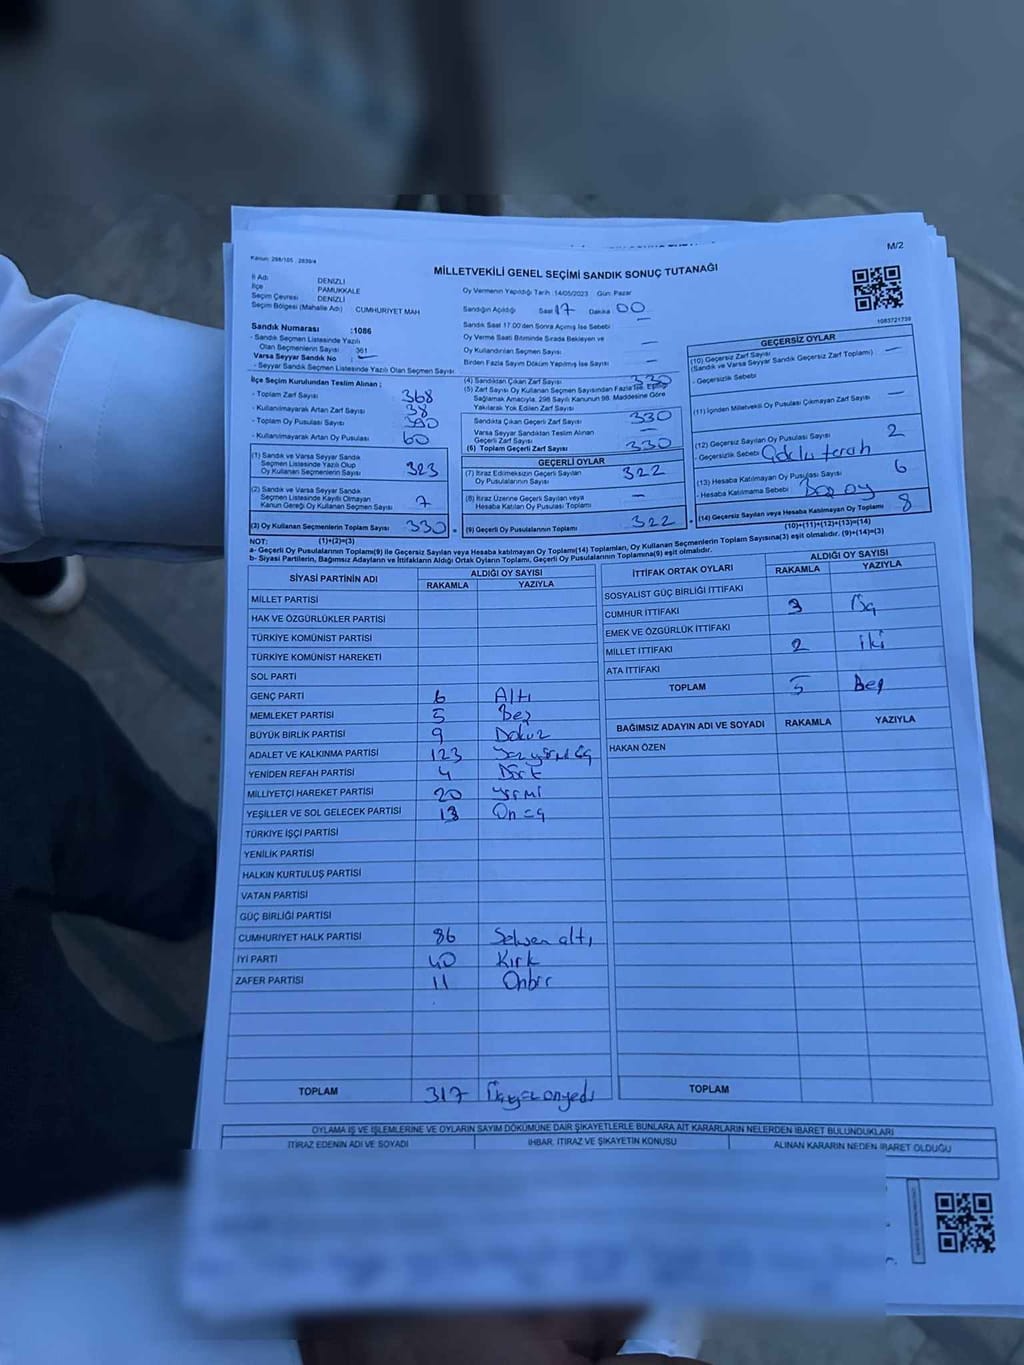 M/2
Kanun: 298/105 2839/4
MİLLETVEKİLİ GENEL SEÇİMİ SANDIK SONUÇ TUTANAĞI
İl Adı DENİZLİ
İlçe PAMUKKALE
Seçim Çevresi DENİZLİ
Seçim Bölgesi (Mahalle Adı) CUMHURİYET MAH
Oy Vermenin Yapıldığı Tarih :14/05/2023 Gün: Pazar
Sandığın Açıldığı Saat 17 Dakika 00
Sandık Saat 17.00'den Sonra Açılmış İse Sebebi —
Oy Verme Saati Bitiminde Sırada Bekleyen ve
Oy Kullandırılan Seçmen Sayısı —
Birden Fazla Sayım Döküm Yapılmış İse Sayısı —
1083721739
Sandık Numarası :1086
- Sandık Seçmen Listesinde Yazılı
Olan Seçmenlerin Sayısı 361
Varsa Seyyar Sandık No : —
- Seyyar Sandık Seçmen Listesinde Yazılı Olan Seçmen Sayısı
İlçe Seçim Kurulundan Teslim Alınan ;
- Toplam Zarf Sayısı 368
- Kullanılmayarak Artan Zarf Sayısı 38
- Toplam Oy Pusulası Sayısı
- Kullanılmayarak Artan Oy Pusulası 60
(1) Sandık ve Varsa Seyyar Sandık
Seçmen Listesinde Yazılı Olup
Oy Kullanan Seçmenlerin Sayısı 323
(2) Sandık ve Varsa Seyyar Sandık
Seçmen Listesinde Kayıtlı Olmayan
Kanun Gereği Oy Kullanan Seçmen Sayısı 7
(3) Oy Kullanan Seçmenlerin Toplam Sayısı 330
(1)+(2)=(3)
(4) Sandıktan Çıkan Zarf Sayısı 330
(5) Zarf Sayısı Oy Kullanan Seçmen Sayısından Fazla İse, Eşitliği
Sağlamak Amacıyla, 298 Sayılı Kanunun 98. Maddesine Göre
Yakılarak Yok Edilen Zarf Sayısı
Sandıkta Çıkan Geçerli Zarf Sayısı 330
Varsa Seyyar Sandıktan Teslim Alınan
Geçerli Zarf Sayısı —
(6) Toplam Geçerli Zarf Sayısı 330
GEÇERLİ OYLAR
(7) İtiraz Edilmeksizin Geçerli Sayılan
Oy Pusulalarının Sayısı 322
(8) İtiraz Üzerine Geçerli Sayılan veya
Hesaba Katılan Oy Pusulası Toplamı —
(9) Geçerli Oy Pusulalarının Toplamı 322
GEÇERSİZ OYLAR
(10) Geçersiz Zarf Sayısı
(Sandık ve Varsa Seyyar Sandık Geçersiz Zarf Toplamı) —
- Geçersizlik Sebebi
(11) İçinden Milletvekili Oy Pusulası Çıkmayan Zarf Sayısı —
(12) Geçersiz Sayılan Oy Pusulası Sayısı 2
- Geçersizlik Sebebi
(13) Hesaba Katılmayan Oy Pusulası Sayısı 6
- Hesaba Katılmama Sebebi Boş oy
(14) Geçersiz Sayılan veya Hesaba Katılmayan Oy Toplamı 8
(10)+(11)+(12)+(13)=(14)
NOT:
a- Geçerli Oy Pusulalarının Toplamı(9) ile Geçersiz Sayılan veya Hesaba katılmayan Oy Toplamı(14) Toplamları, Oy Kullanan Seçmenlerin Toplam Sayısına(3) eşit olmalıdır. (9)+(14)=(3)
b- Siyasi Partilerin, Bağımsız Adayların ve İttifakların Aldığı Ortak Oyların Toplamı, Geçerli Oy Pusulalarının Toplamına(9) eşit olmalıdır.
SİYASİ PARTİNİN ADI ALDIĞI OY SAYISI
RAKAMLA YAZIYLA
MİLLET PARTİSİ
HAK VE ÖZGÜRLÜKLER PARTİSİ
TÜRKİYE KOMÜNİST PARTİSİ
TÜRKİYE KOMÜNİST HAREKETİ
SOL PARTİ
GENÇ PARTİ 6 Altı
MEMLEKET PARTİSİ 5 Beş
BÜYÜK BİRLİK PARTİSİ 9 Dokuz
ADALET VE KALKINMA PARTİSİ 123 Yüzyirmi üç
YENİDEN REFAH PARTİSİ 4 Dört
MİLLİYETÇİ HAREKET PARTİSİ 20 yirmi
YEŞİLLER VE SOL GELECEK PARTİSİ 13 Onüç
TÜRKİYE İŞÇİ PARTİSİ
YENİLİK PARTİSİ
HALKIN KURTULUŞ PARTİSİ
VATAN PARTİSİ
GÜÇ BİRLİĞİ PARTİSİ
CUMHURİYET HALK PARTİSİ 86 Seksen altı
İYİ PARTİ 40 Kırk
ZAFER PARTİSİ 11 Onbir
TOPLAM 317 Üçyüz onyedi
İTTİFAK ORTAK OYLARI ALDIĞI OY SAYISI
RAKAMLA YAZIYLA
SOSYALİST GÜÇ BİRLİĞİ İTTİFAKI
CUMHUR İTTİFAKI 3 Üç
EMEK VE ÖZGÜRLÜK İTTİFAKI
MİLLET İTTİFAKI 2 iki
ATA İTTİFAKI
TOPLAM 5 Beş
BAĞIMSIZ ADAYIN ADI VE SOYADI RAKAMLA YAZIYLA
HAKAN ÖZEN
TOPLAM
OYLAMA İŞ VE İŞLEMLERİNE VE OYLARIN SAYIM DÖKÜMÜNE DAİR ŞİKAYETLERLE BUNLARA AİT KARARLARIN NELERDEN İBARET BULUNDUKLARI
İTİRAZ EDENİN ADI VE SOYADI İHBAR, İTİRAZ VE ŞİKAYETİN KONUSU ALINAN KARARIN NEDEN İBARET OLDUĞU